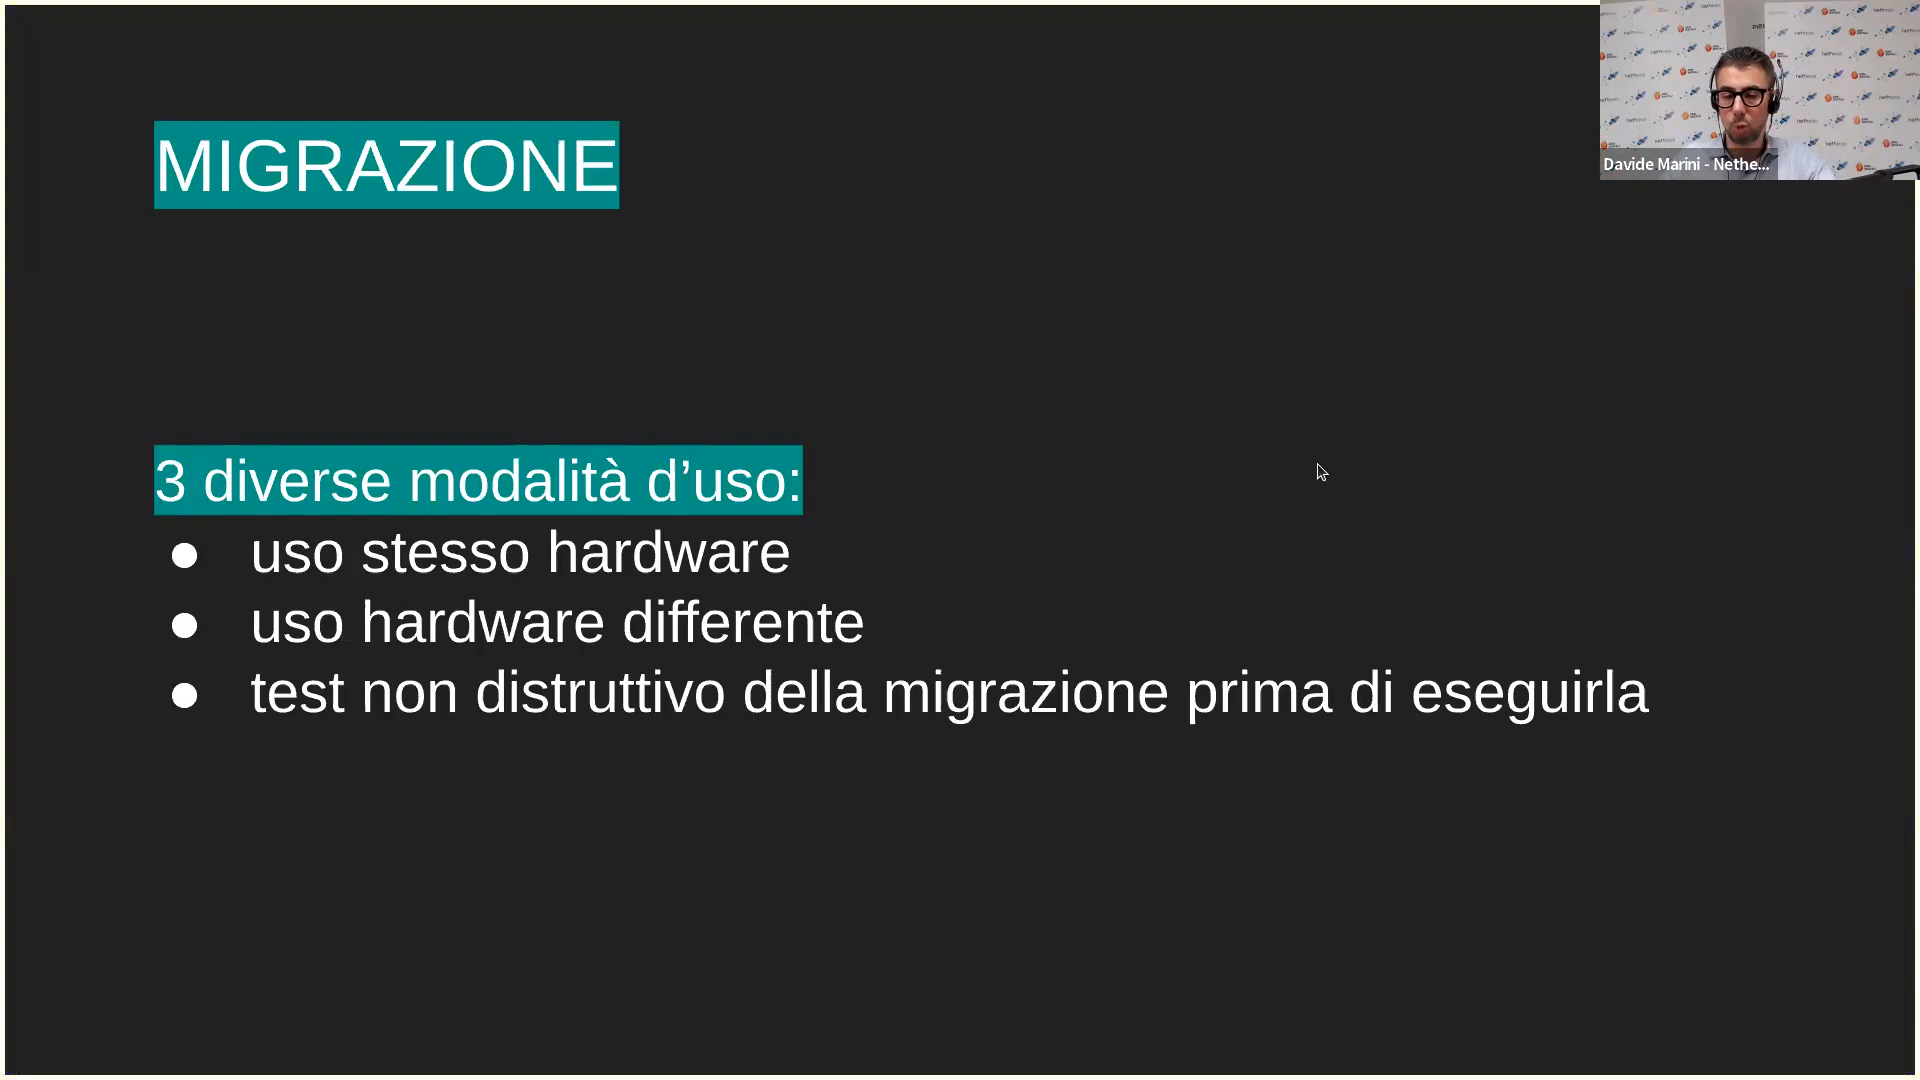 MIGRAZIONE
3 diverse modalità d’uso:
● uso stesso hardware
● uso hardware differente
● test non distruttivo della migrazione prima di eseguirla
Davide Marini - Nethe...